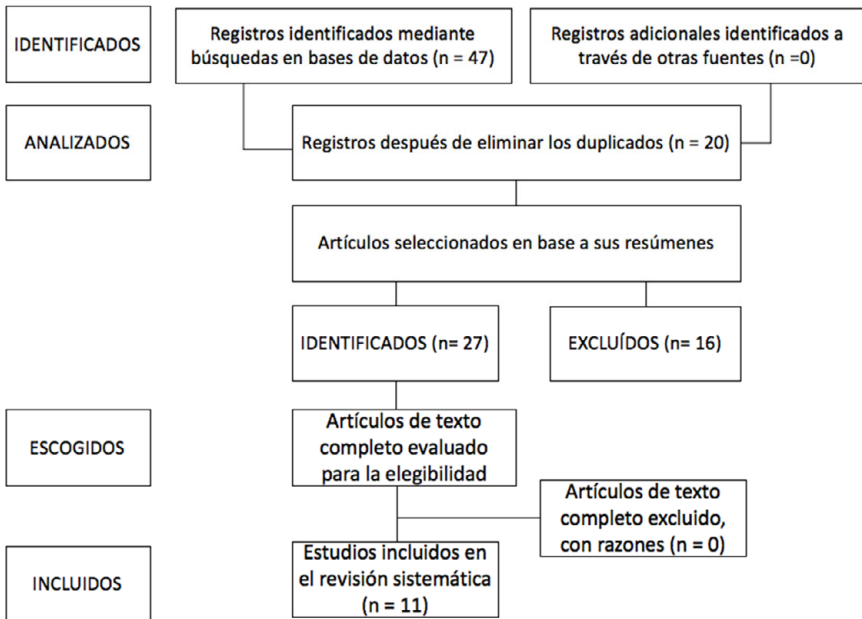 IDENTIFICADOS
Registros identificados mediante
búsquedas en bases de datos (n = 47)
Registros adicionales identificados a
través de otras fuentes (n =0)
ANALIZADOS
Registros después de eliminar los duplicados (n = 20)
Artículos seleccionados en base a sus resúmenes
IDENTIFICADOS (n= 27)
EXCLUÍDOS (n= 16)
ESCOGIDOS
Artículos de texto
completo evaluado
para la elegibilidad
Artículos de texto
completo excluido,
con razones (n = 0)
INCLUIDOS
Estudios incluidos en
el revisión sistemática
(n = 11)